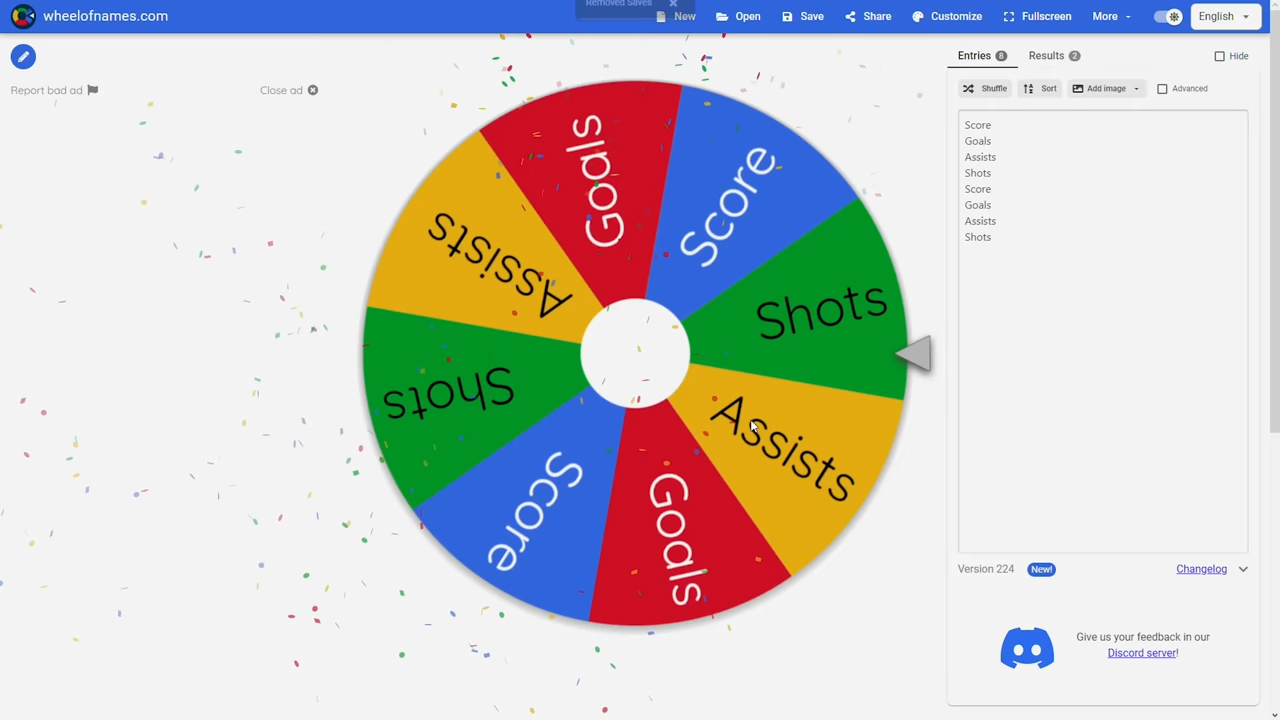 Removed Saves
wheelofnames.com
New
Open
Save
Share
Customize
Fullscreen
More
English
Report bad ad
Close ad
Entries 8
Results 2
Hide
Shuffle
Sort
Add image
Advanced
Score
Goals
Assists
Shots
Score
Goals
Assists
Shots
Goals
Score
Shots
Assists
Goals
Score
Shots
Assists
Version 224
New!
Changelog
Give us your feedback in our
Discord server!